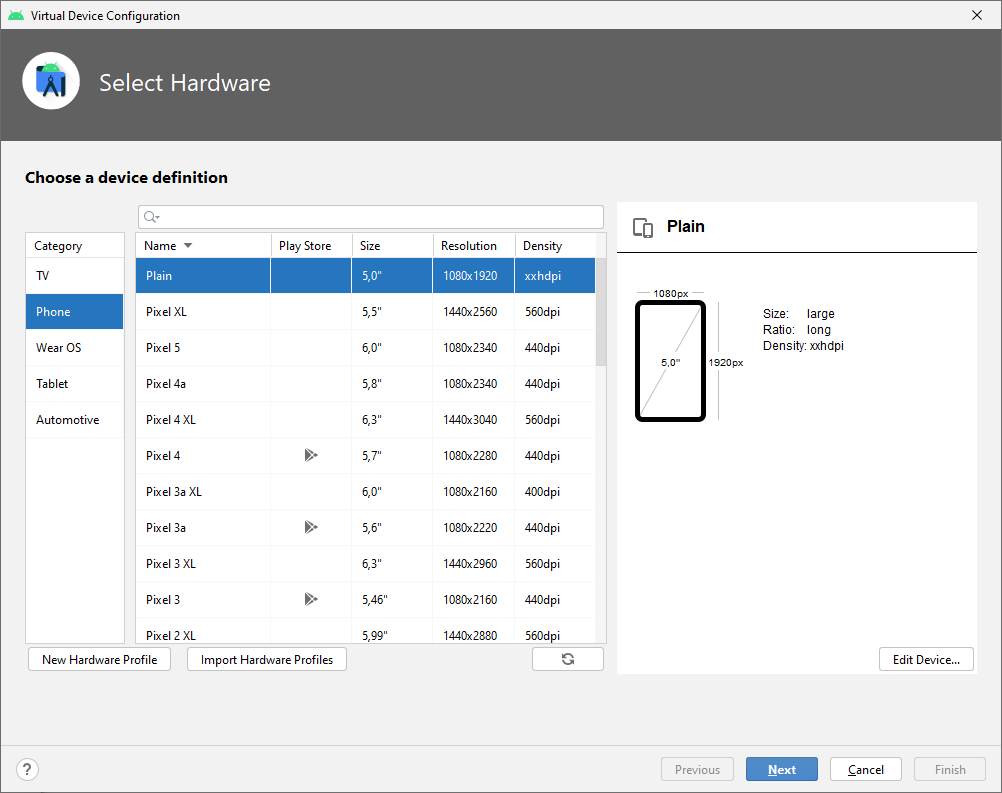 Virtual Device Configuration
Select Hardware
Choose a device definition
Category
TV
Phone
Wear OS
Tablet
Automotive
Name Play Store Size Resolution Density
Plain 5,0" 1080x1920 xxhdpi
Pixel XL 5,5" 1440x2560 560dpi
Pixel 5 6,0" 1080x2340 440dpi
Pixel 4a 5,8" 1080x2340 440dpi
Pixel 4 XL 6,3" 1440x3040 560dpi
Pixel 4 5,7" 1080x2280 440dpi
Pixel 3a XL 6,0" 1080x2160 400dpi
Pixel 3a 5,6" 1080x2220 440dpi
Pixel 3 XL 6,3" 1440x2960 560dpi
Pixel 3 5,46" 1080x2160 440dpi
Pixel 2 XL 5,99" 1440x2880 560dpi
New Hardware Profile Import Hardware Profiles
Plain
1080px
5,0" 1920px
Size: large
Ratio: long
Density: xxhdpi
Edit Device...
? Previous Next Cancel Finish